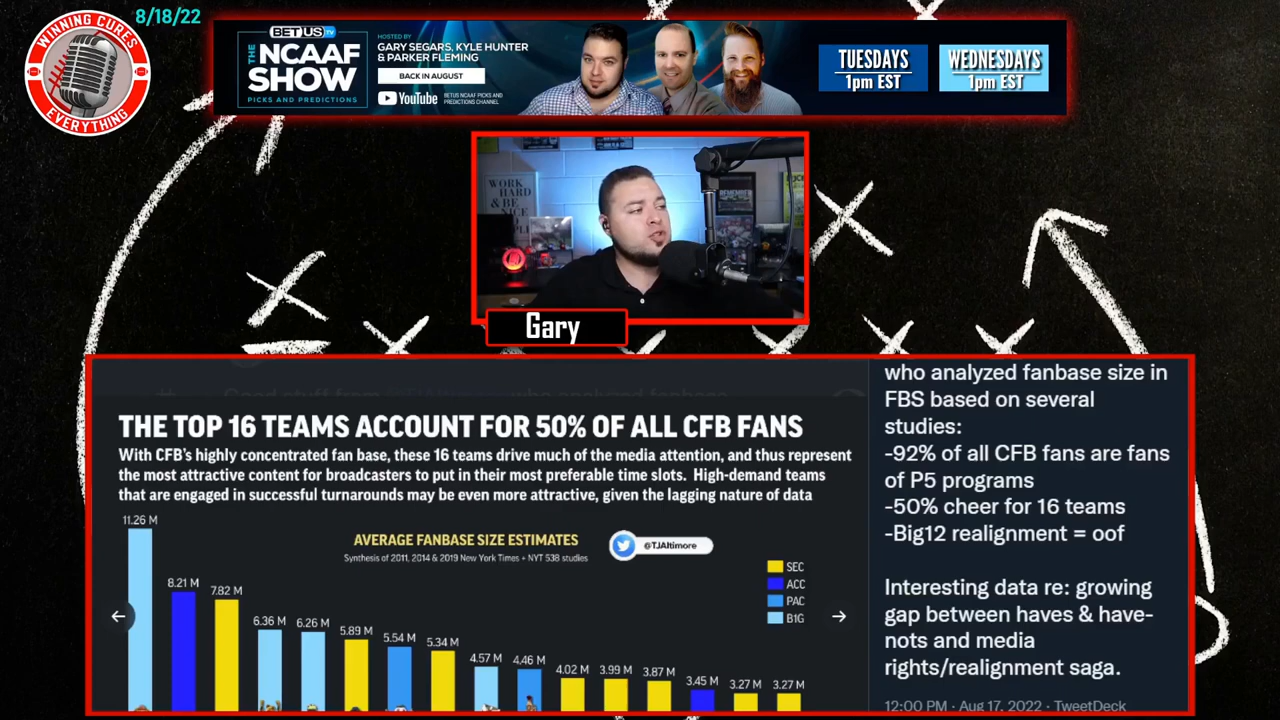 8/18/22
WINNING CURES
EVERYTHING
BETUS TV
THE
NCAAF
SHOW
PICKS AND PREDICTIONS
HOSTED BY
GARY SEGARS, KYLE HUNTER
& PARKER FLEMING
BACK IN AUGUST
YouTube
BETUS NCAAF PICKS AND
PREDICTIONS CHANNEL
TUESDAYS
1pm EST
WEDNESDAYS
1pm EST
WORK
HARD
& BE
NICE
Gary
THE TOP 16 TEAMS ACCOUNT FOR 50% OF ALL CFB FANS
With CFB's highly concentrated fan base, these 16 teams drive much of the media attention, and thus represent
the most attractive content for broadcasters to put in their most preferable time slots. High-demand teams
that are engaged in successful turnarounds may be even more attractive, given the lagging nature of data
AVERAGE FANBASE SIZE ESTIMATES
Synthesis of 2011, 2014 & 2019 New York Times + NYT 538 studies
@TJAltimore
SEC
ACC
PAC
B1G
11.26 M
8.21 M
7.82 M
6.36 M
6.26 M
5.89 M
5.54 M
5.34 M
4.57 M
4.46 M
4.02 M
3.99 M
3.87 M
3.45 M
3.27 M
3.27 M
who analyzed fanbase size in
FBS based on several
studies:
-92% of all CFB fans are fans
of P5 programs
-50% cheer for 16 teams
-Big12 realignment = oof
Interesting data re: growing
gap between haves & have-
nots and media
rights/realignment saga.
12:00 PM · Aug 17, 2022 · TweetDeck